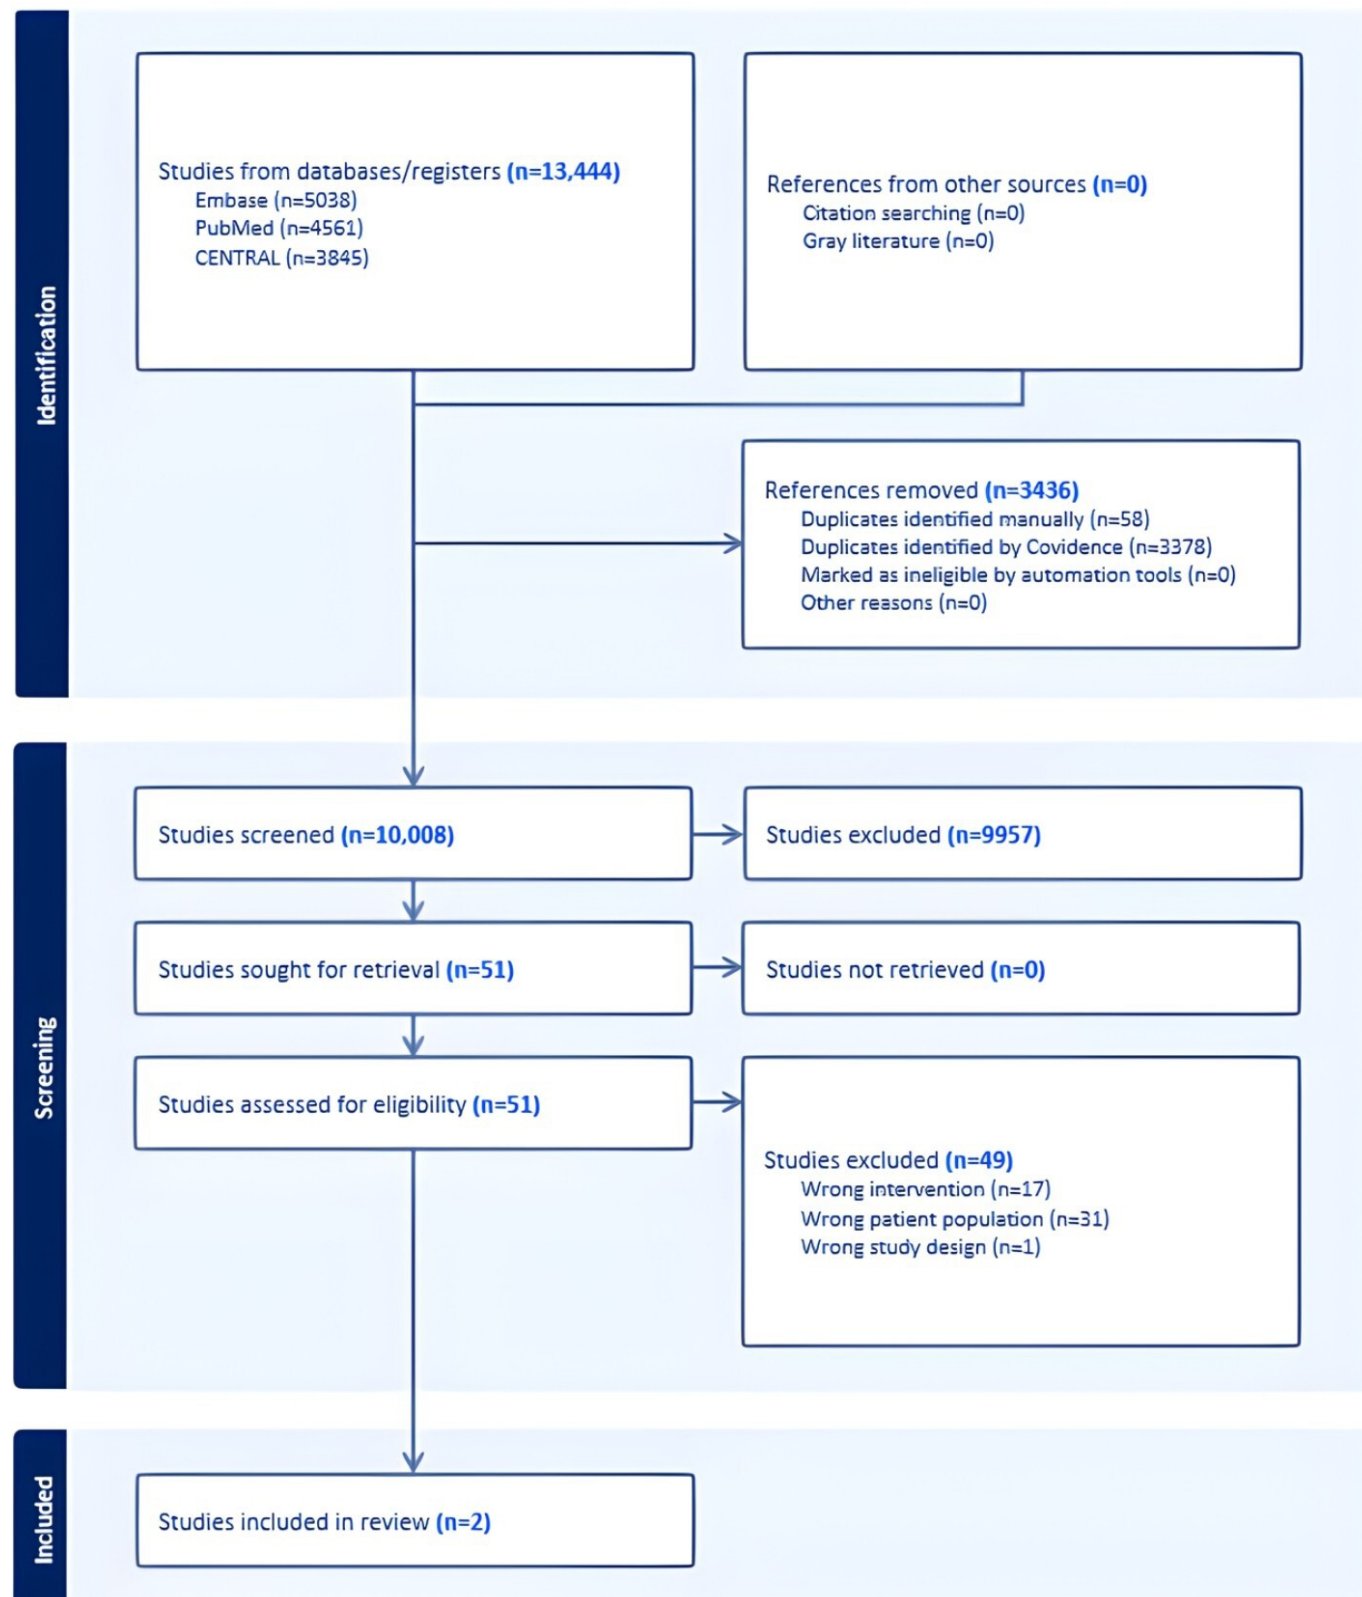 Identification
Studies from databases/registers (n=13,444)
Embase (n=5038)
PubMed (n=4561)
CENTRAL (n=3845)
References from other sources (n=0)
Citation searching (n=0)
Gray literature (n=0)
References removed (n=3436)
Duplicates identified manually (n=58)
Duplicates identified by Covidence (n=3378)
Marked as ineligible by automation tools (n=0)
Other reasons (n=0)
Screening
Studies screened (n=10,008)
Studies excluded (n=9957)
Studies sought for retrieval (n=51)
Studies not retrieved (n=0)
Studies assessed for eligibility (n=51)
Studies excluded (n=49)
Wrong intervention (n=17)
Wrong patient population (n=31)
Wrong study design (n=1)
Included
Studies included in review (n=2)